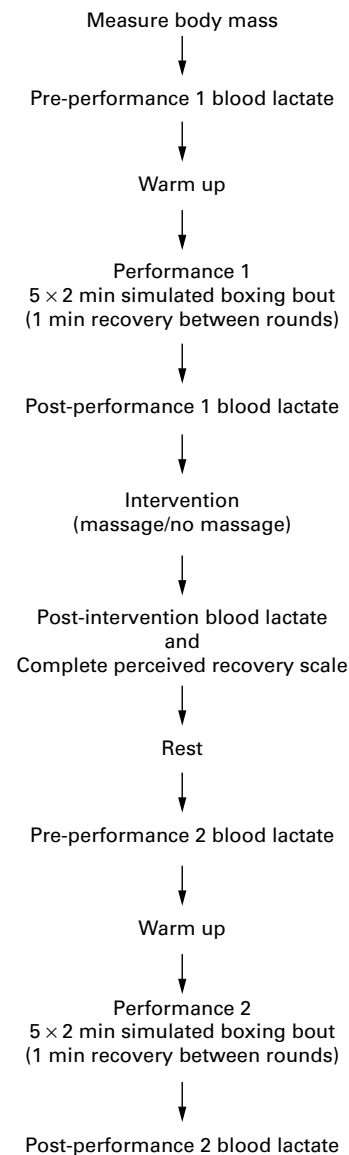 Measure body mass
Pre-performance 1 blood lactate
Warm up
Performance 1
5 × 2 min simulated boxing bout
(1 min recovery between rounds)
Post-performance 1 blood lactate
Intervention
(massage/no massage)
Post-intervention blood lactate
and
Complete perceived recovery scale
Rest
Pre-performance 2 blood lactate
Warm up
Performance 2
5 × 2 min simulated boxing bout
(1 min recovery between rounds)
Post-performance 2 blood lactate